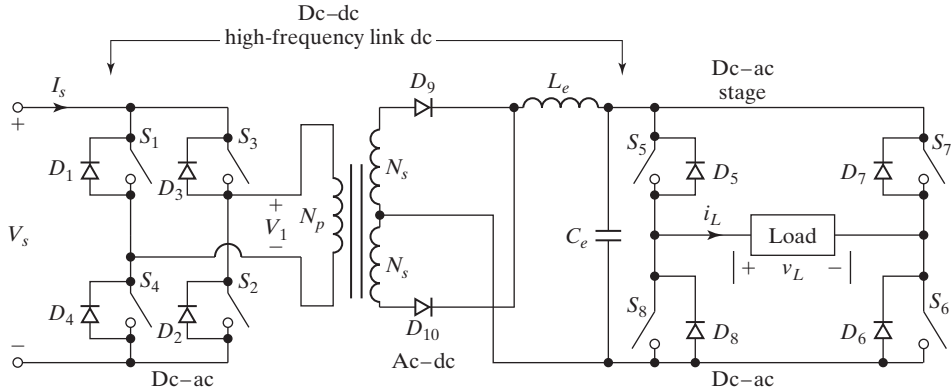 Dc–dc
high-frequency link dc
Dc–ac
stage
I_s
+
D_9
L_e
S_1
S_3
S_5
S_7
D_1
D_3
N_s
D_5
D_7
V_s
+
V_1
−
N_p
C_e
i_L
Load
+ v_L −
N_s
S_4
S_2
S_8
S_6
D_4
D_2
D_10
D_8
D_6
−
Dc–ac
Ac–dc
Dc–ac